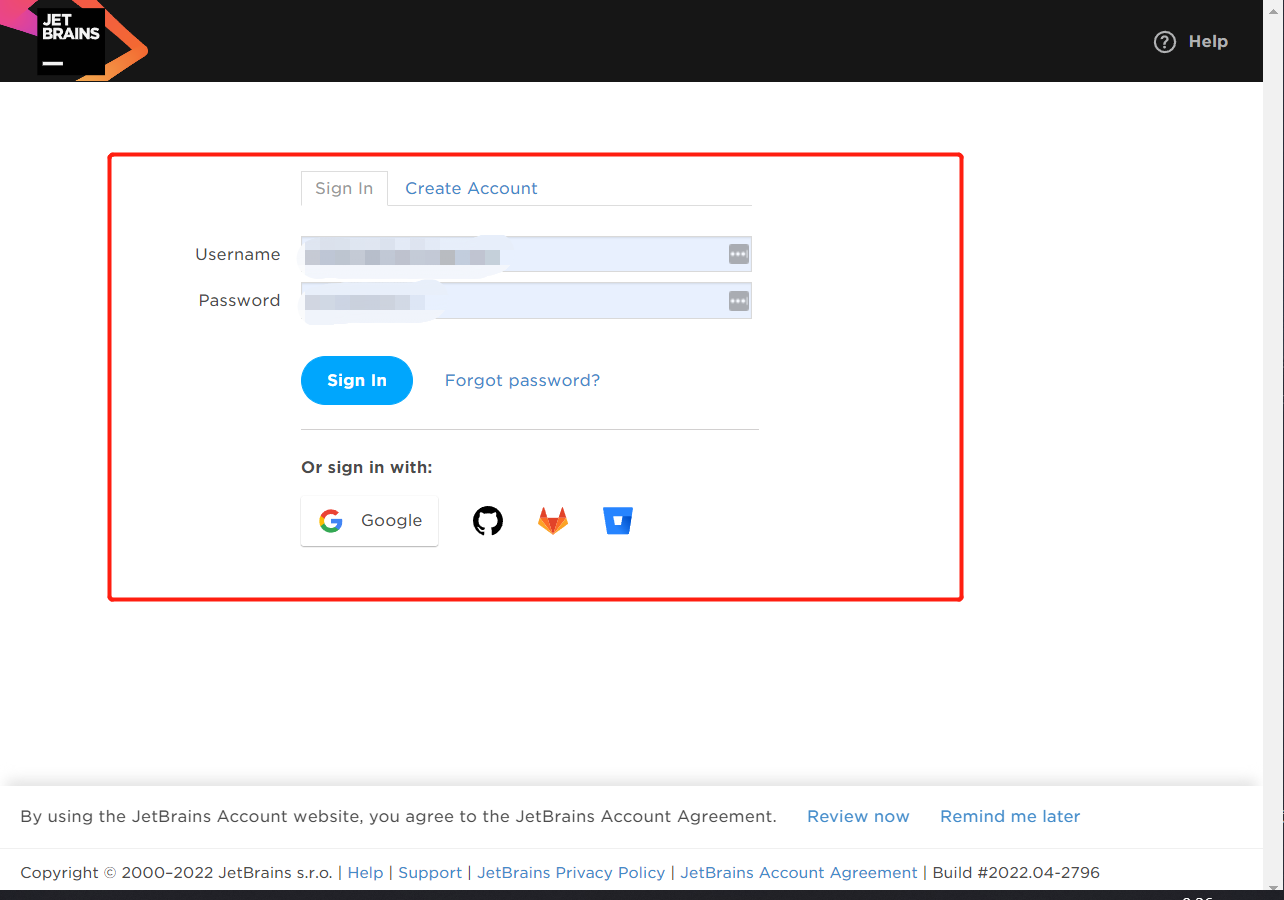 JET
BRAINS
Help
Sign In Create Account
Username
Password
Sign In Forgot password?
Or sign in with:
Google
By using the JetBrains Account website, you agree to the JetBrains Account Agreement. Review now Remind me later
Copyright © 2000–2022 JetBrains s.r.o. | Help | Support | JetBrains Privacy Policy | JetBrains Account Agreement | Build #2022.04-2796